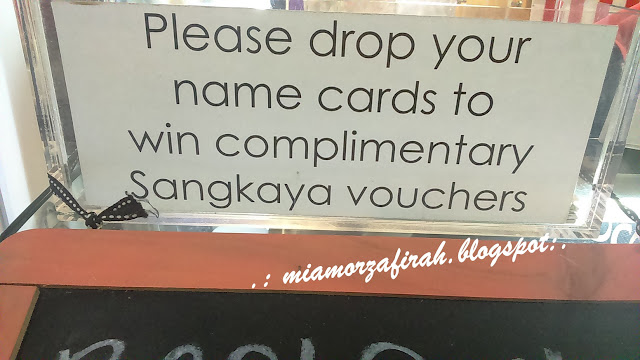 Please drop your
name cards to
win complimentary
Sangkaya vouchers
.: miamorzafirah.blogspot:.